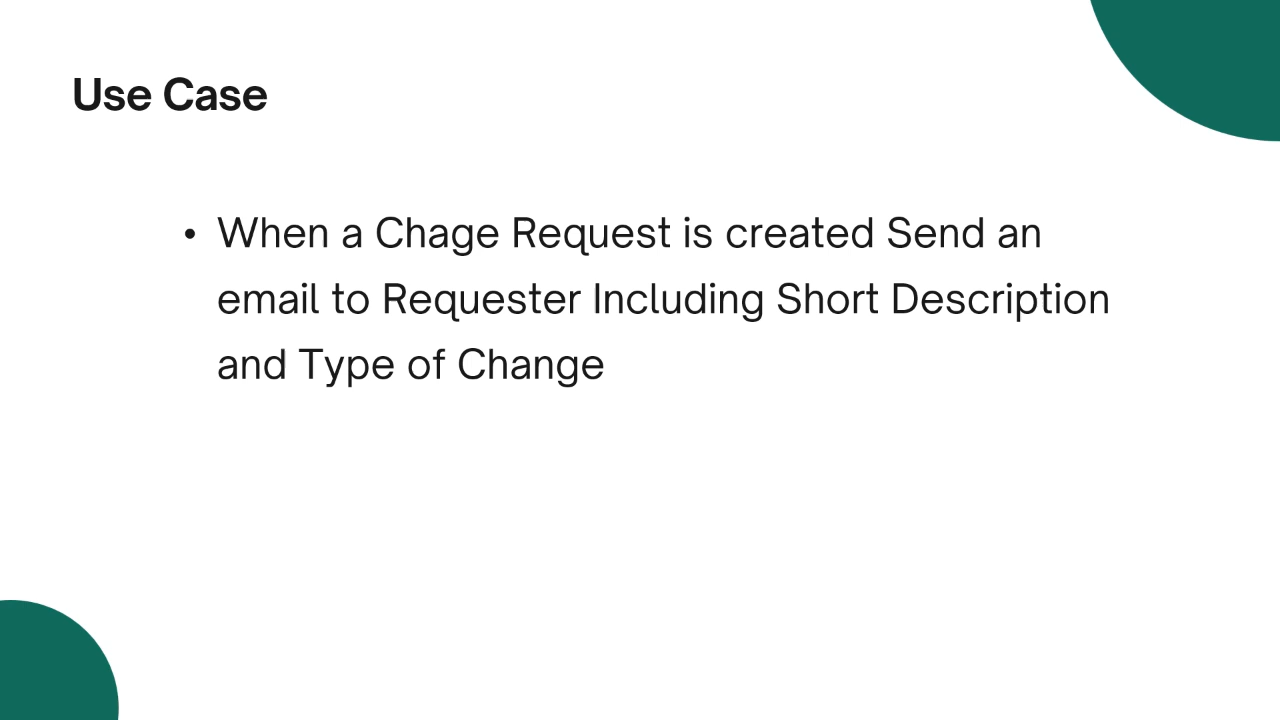 Use Case
• When a Chage Request is created Send an
email to Requester Including Short Description
and Type of Change